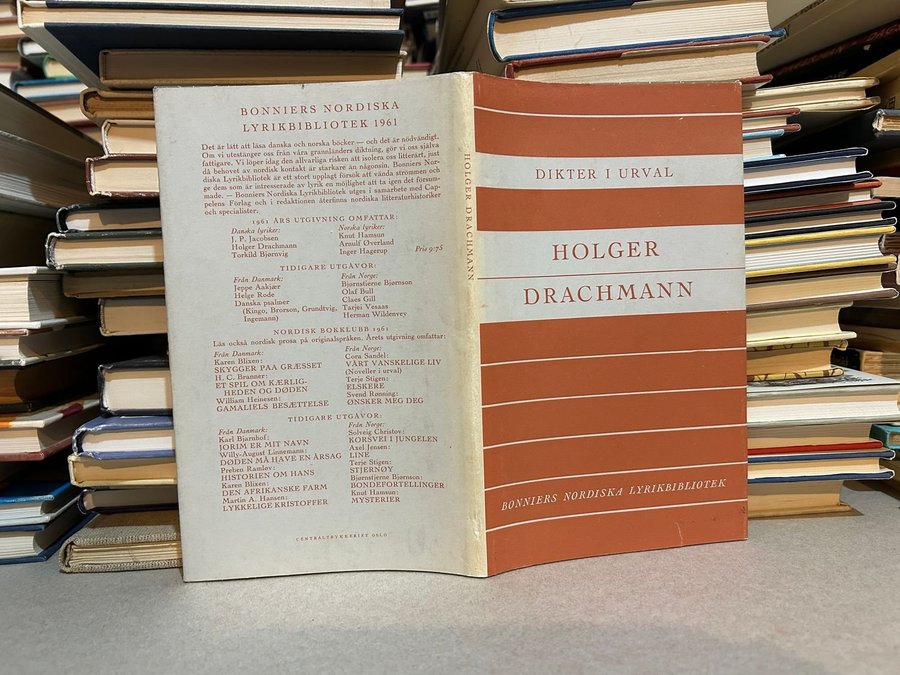 BONNIERS NORDISKA
LYRIKBIBLIOTEK 1961
Det är lätt att läsa danska och norska böcker — och det är nödvändigt.
Om vi utestänger oss från våra grannländers diktning, gör vi oss själva
fattigare. Vi löper idag den allvarliga risken att isolera oss litterärt, just
då behovet av nordisk kontakt är starkare än någonsin. Bonniers Nor-
diska Lyrikbibliotek är ett stort upplagt försök att vända strömmen och
ge dem som är intresserade av lyrik en möjlighet att ta igen det försum-
made. — Bonniers Nordiska Lyrikbibliotek utges i samarbete med Cap-
pelens Förlag och i redaktionen återfinns nordiska litteraturhistoriker
och specialister.
1961 ÅRS UTGIVNING OMFATTAR:
Danska lyriker:
J. P. Jacobsen
Holger Drachmann
Torkild Bjørnvig
Norska lyriker:
Knut Hamsun
Arnulf Øverland
Inger Hagerup
Pris 9:75
TIDIGARE UTGÅVOR:
Från Danmark:
Jeppe Aakjær
Helge Rode
Danska psalmer
(Kingo, Brorson, Grundtvig,
Ingemann)
Från Norge:
Bjørnstierne Bjørnson
Olaf Bull
Claes Gill
Tarjei Vesaas
Herman Wildenvey
NORDISK BOKKLUBB 1961
Läs också nordisk prosa på originalspråken. Årets utgivning omfattar:
Från Danmark:
Karen Blixen:
SKYGGER PAA GRÆSSET
H. C. Branner:
ET SPIL OM KÆRLIG-
HEDEN OG DØDEN
William Heinesen:
GAMALIELS BESÆTTELSE
Från Norge:
Cora Sandel:
VÅRT VANSKELIGE LIV
(Noveller i urval)
Terje Stigen:
ELSKERE
Svend Rønning:
ØNSKER MEG DEG
TIDIGARE UTGÅVOR:
Från Danmark:
Karl Bjarnhof:
JORIM ER MIT NAVN
Willy-August Linnemann:
DØDEN MÅ HAVE EN ÅRSAG
Preben Ramløv:
HISTORIEN OM HANS
Karen Blixen:
DEN AFRIKANSKE FARM
Martin A. Hansen:
LYKKELIGE KRISTOFFER
Från Norge:
Solveig Christov:
KORSVEI I JUNGELEN
Axel Jensen:
LINE
Terje Stigen:
STJERNØY
Bjørnstierne Bjørnson:
BONDEFORTELLINGER
Knut Hamsun:
MYSTERIER
CENTRALTRYKKERIET OSLO
HOLGER DRACHMANN
DIKTER I URVAL
HOLGER
DRACHMANN
BONNIERS NORDISKA LYRIKBIBLIOTEK